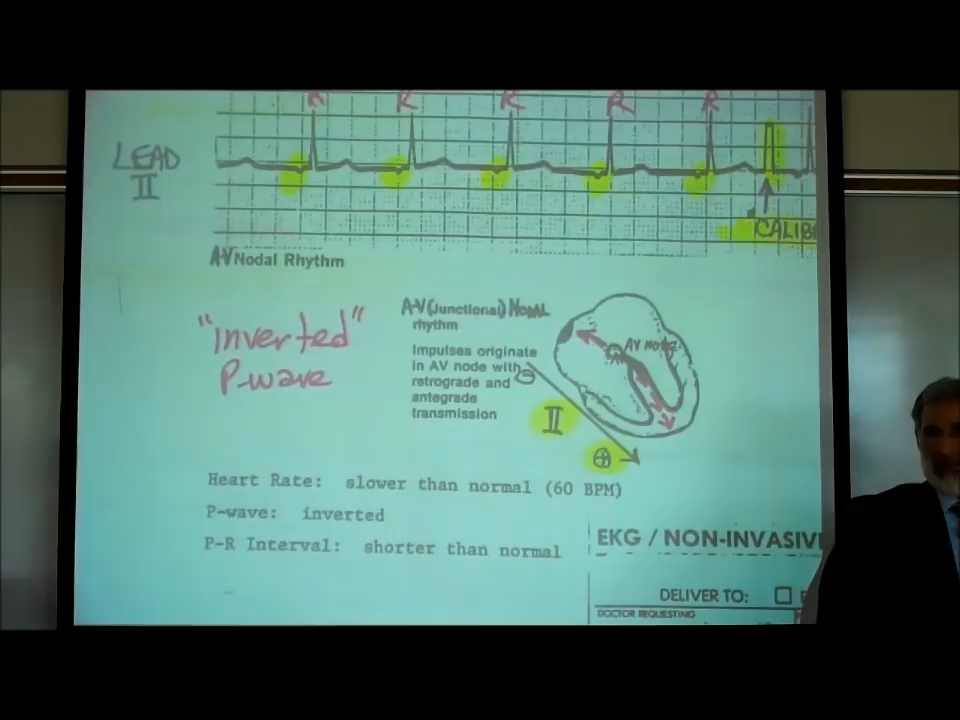 R R R R R
LEAD
II
CALIB
A-V Nodal Rhythm
"inverted"
P-wave
A-V (Junctional) NODAL
rhythm
Impulses originate
in AV node with
retrograde and
antegrade
transmission
AV NODE
⊖
II
⊕
Heart Rate: slower than normal (60 BPM)
P-wave: inverted
P-R Interval: shorter than normal
EKG / NON-INVASIV
DELIVER TO: ☐ E
DOCTOR REQUESTING